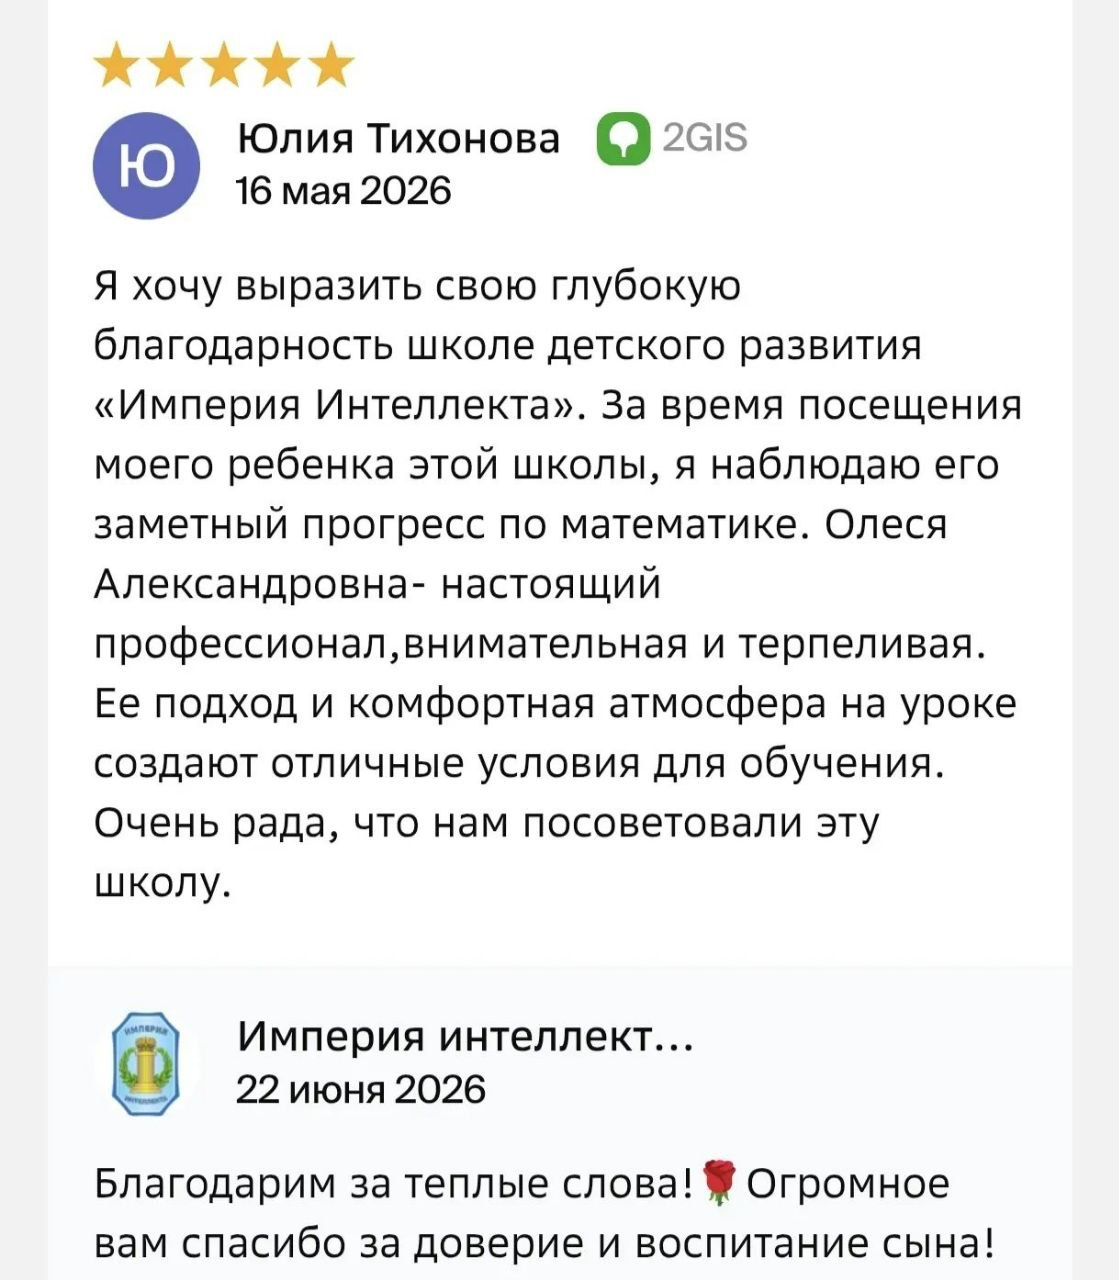 Ю
Юлия Тихонова 2GIS
16 мая 2026
Я хочу выразить свою глубокую
благодарность школе детского развития
«Империя Интеллекта». За время посещения
моего ребенка этой школы, я наблюдаю его
заметный прогресс по математике. Олеся
Александровна- настоящий
профессионал,внимательная и терпеливая.
Ее подход и комфортная атмосфера на уроке
создают отличные условия для обучения.
Очень рада, что нам посоветовали эту
школу.
ИМПЕРИЯ
ИНТЕЛЛЕКТА
Империя интеллект...
22 июня 2026
Благодарим за теплые слова!🌹Огромное
вам спасибо за доверие и воспитание сына!